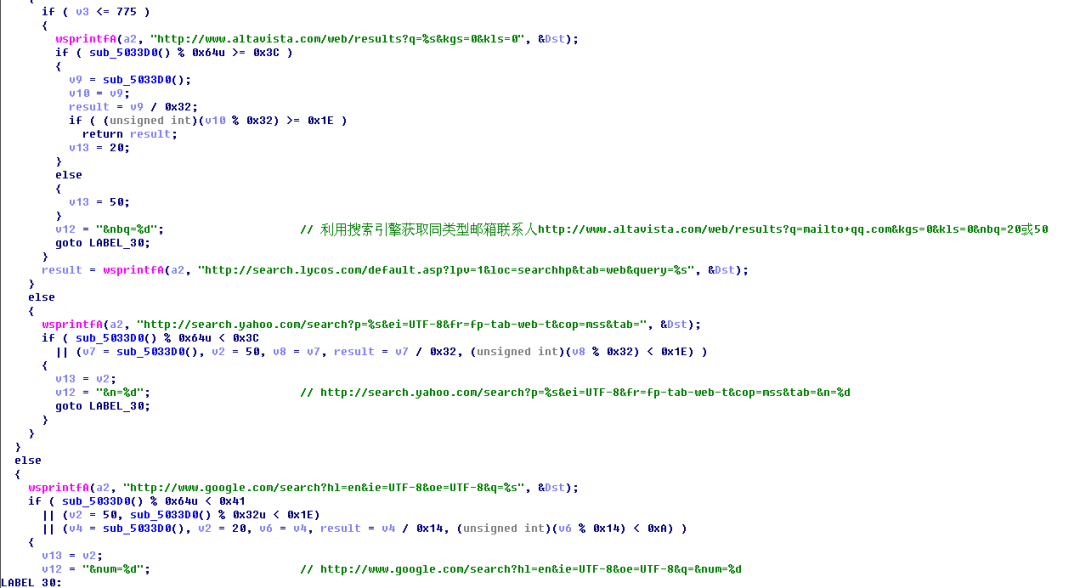 if ( v3 <= 775 )
{
wsprintfA(a2, "http://www.altavista.com/web/results?q=%s&kgs=0&kls=0", &Dst);
if ( sub_5033D0() % 0x64u >= 0x3C )
{
v9 = sub_5033D0();
v10 = v9;
result = v9 / 0x32;
if ( (unsigned int)(v10 % 0x32) >= 0x1E )
return result;
v13 = 20;
}
else
{
v13 = 50;
}
v12 = "&nbq=%d"; // 利用搜索引擎获取同类型邮箱联系人http://www.altavista.com/web/results?q=mailto+qq.com&kgs=0&kls=0&nbq=20或50
goto LABEL_30;
}
result = wsprintfA(a2, "http://search.lycos.com/default.asp?lpv=1&loc=searchhp&tab=web&query=%s", &Dst);
}
else
{
wsprintfA(a2, "http://search.yahoo.com/search?p=%s&ei=UTF-8&fr=fp-tab-web-t&cop=mss&tab=", &Dst);
if ( sub_5033D0() % 0x64u < 0x3C
|| (v7 = sub_5033D0(), v2 = 50, v8 = v7, result = v7 / 0x32, (unsigned int)(v8 % 0x32) < 0x1E) )
{
v13 = v2;
v12 = "&n=%d"; // http://search.yahoo.com/search?p=%s&ei=UTF-8&fr=fp-tab-web-t&cop=mss&tab=&n=%d
goto LABEL_30;
}
}
}
else
{
wsprintfA(a2, "http://www.google.com/search?hl=en&ie=UTF-8&oe=UTF-8&q=%s", &Dst);
if ( sub_5033D0() % 0x64u < 0x41
|| (v2 = 50, sub_5033D0() % 0x32u < 0x1E)
|| (v4 = sub_5033D0(), v2 = 20, v6 = v4, result = v4 / 0x14, (unsigned int)(v6 % 0x14) < 0xA) )
{
v13 = v2;
v12 = "&num=%d"; // http://www.google.com/search?hl=en&ie=UTF-8&oe=UTF-8&q=&num=%d
LABEL_30: